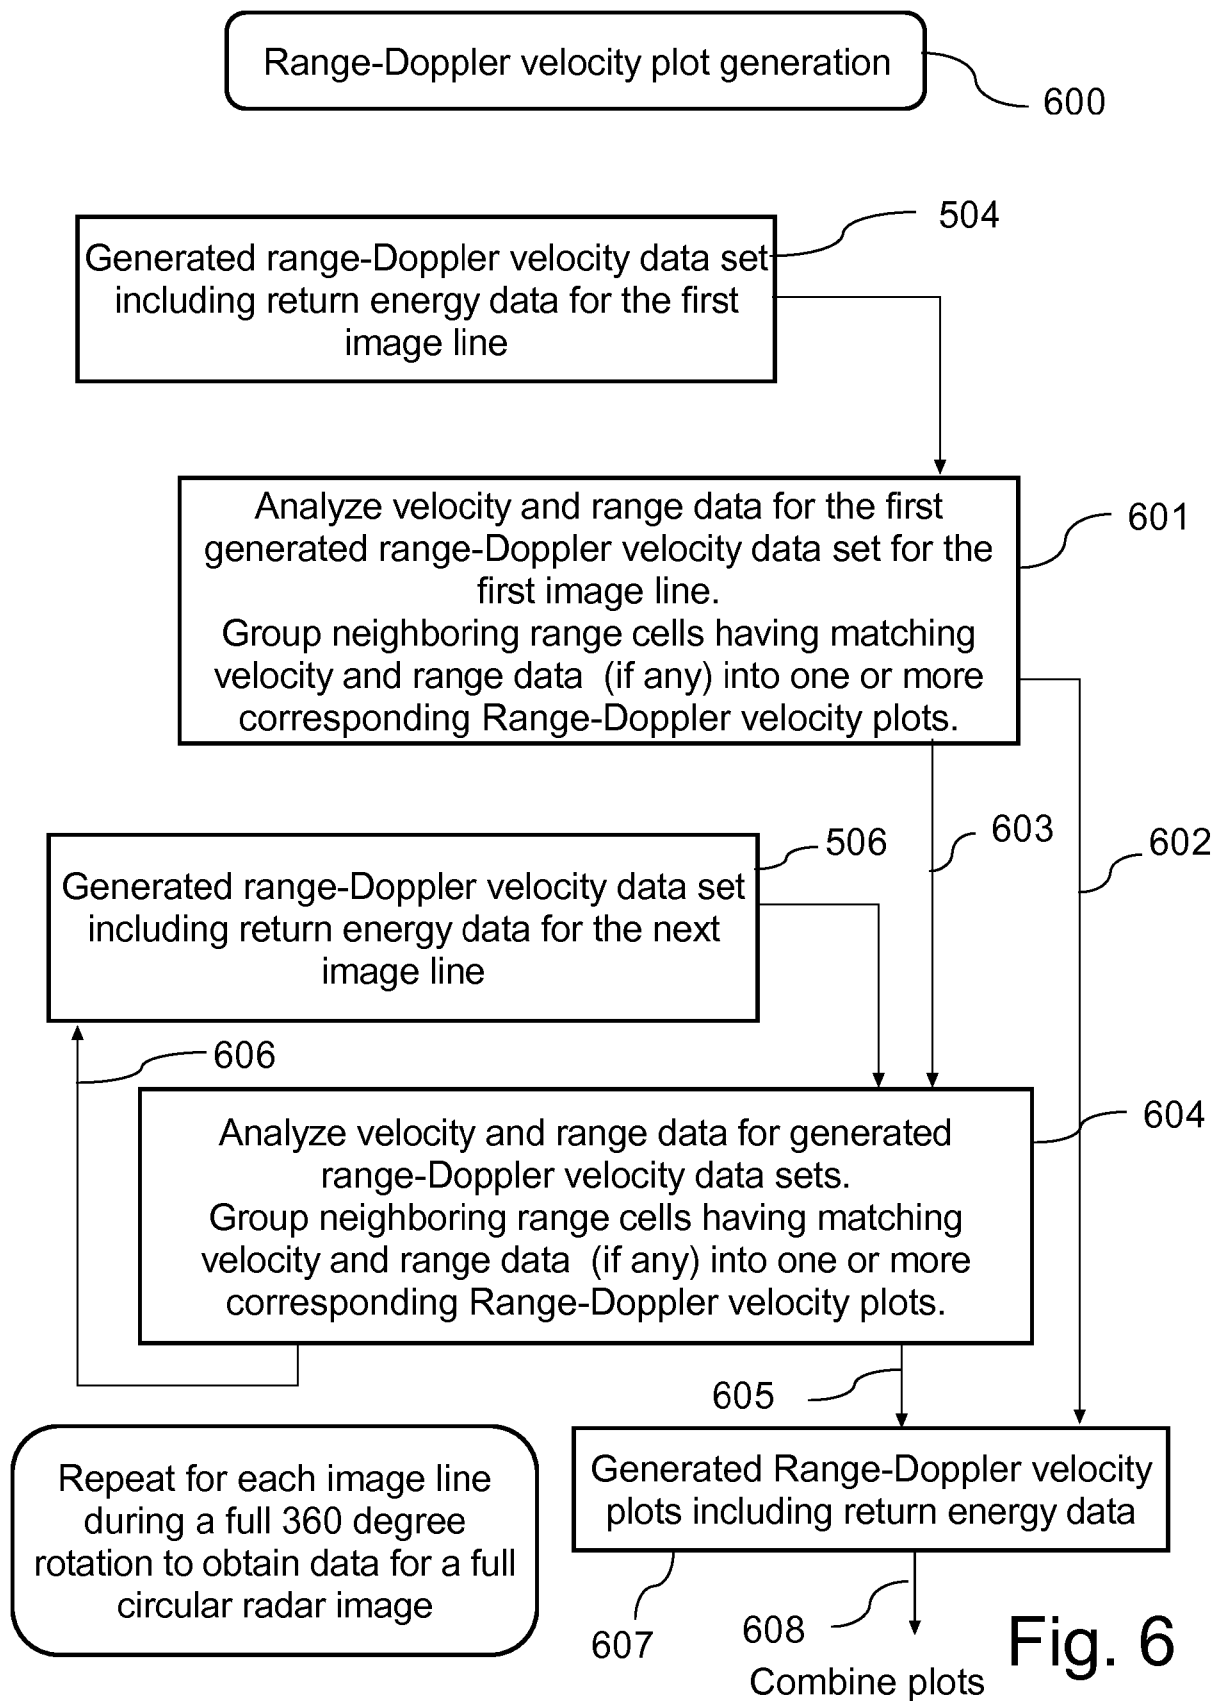 Range-Doppler velocity plot generation
600
504
Generated range-Doppler velocity data set
including return energy data for the first
image line
601
Analyze velocity and range data for the first
generated range-Doppler velocity data set for the
first image line.
Group neighboring range cells having matching
velocity and range data (if any) into one or more
corresponding Range-Doppler velocity plots.
603
602
506
Generated range-Doppler velocity data set
including return energy data for the next
image line
606
604
Analyze velocity and range data for generated
range-Doppler velocity data sets.
Group neighboring range cells having matching
velocity and range data (if any) into one or more
corresponding Range-Doppler velocity plots.
605
Repeat for each image line
during a full 360 degree
rotation to obtain data for a full
circular radar image
Generated Range-Doppler velocity
plots including return energy data
607
608
Combine plots
Fig. 6